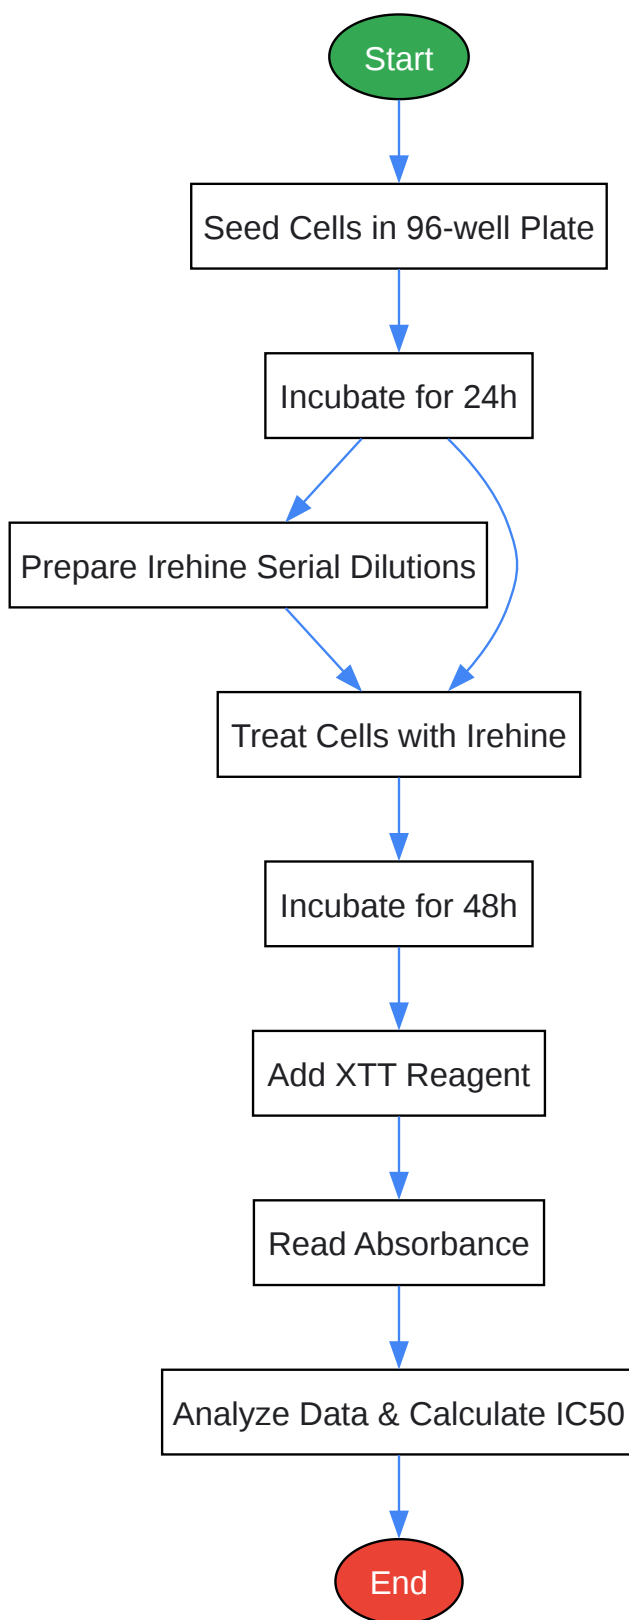 Start
Seed Cells in 96-well Plate
Incubate for 24h
Prepare Irehine Serial Dilutions
Treat Cells with Irehine
Incubate for 48h
Add XTT Reagent
Read Absorbance
Analyze Data & Calculate IC50
End